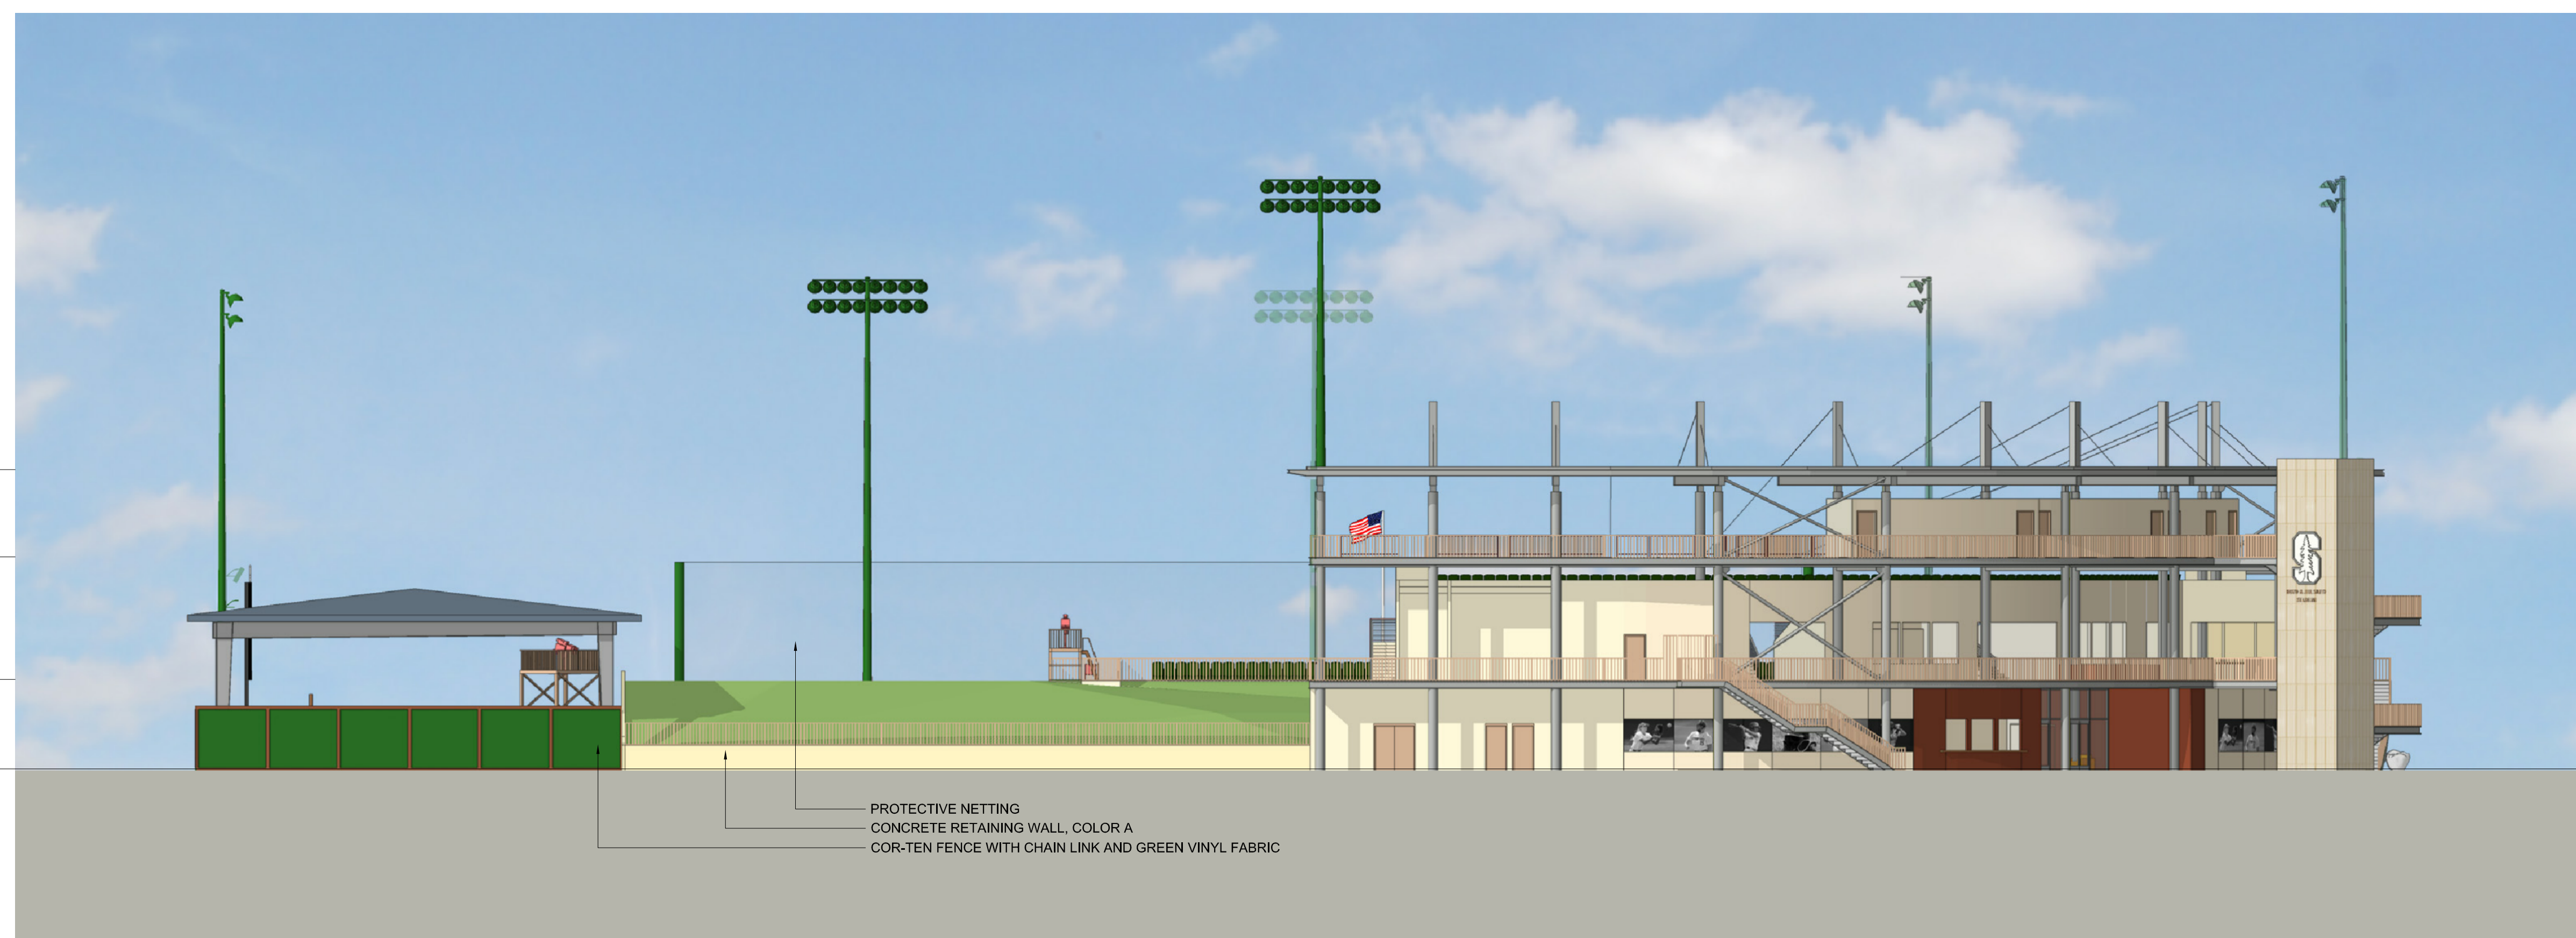 S
PROTECTIVE NETTING
CONCRETE RETAINING WALL, COLOR A
COR-TEN FENCE WITH CHAIN LINK AND GREEN VINYL FABRIC